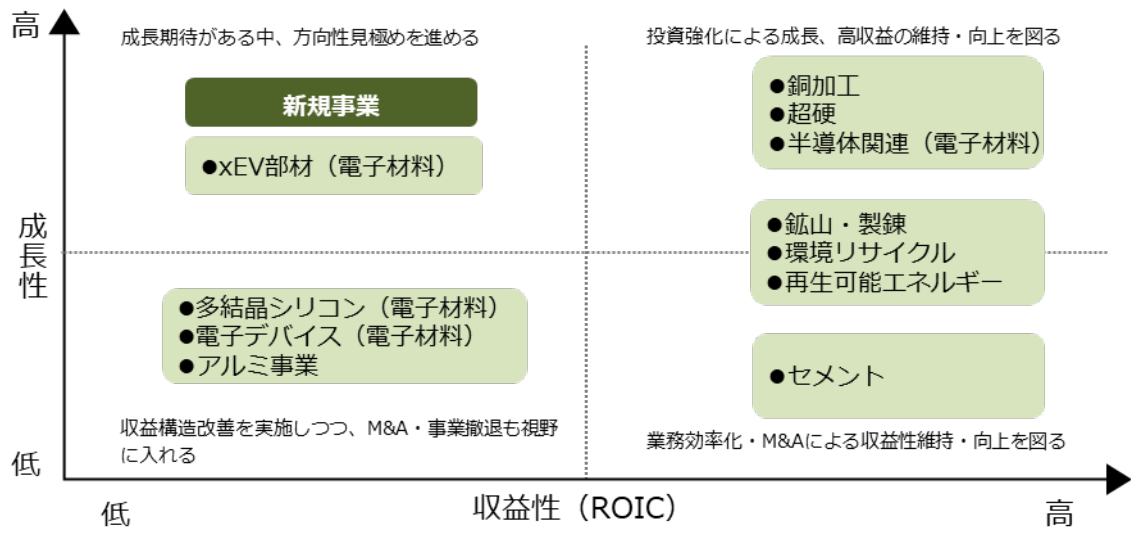 高
成長期待がある中、方向性見極めを進める
新規事業
●xEV部材（電子材料）
投資強化による成長、高収益の維持・向上を図る
●銅加工
●超硬
●半導体関連（電子材料）
成長性
●鉱山・製錬
●環境リサイクル
●再生可能エネルギー
●多結晶シリコン（電子材料）
●電子デバイス（電子材料）
●アルミ事業
●セメント
収益構造改善を実施しつつ、M&A・事業撤退も視野
に入れる
業務効率化・M&Aによる収益性維持・向上を図る
低
低
収益性（ROIC）
高